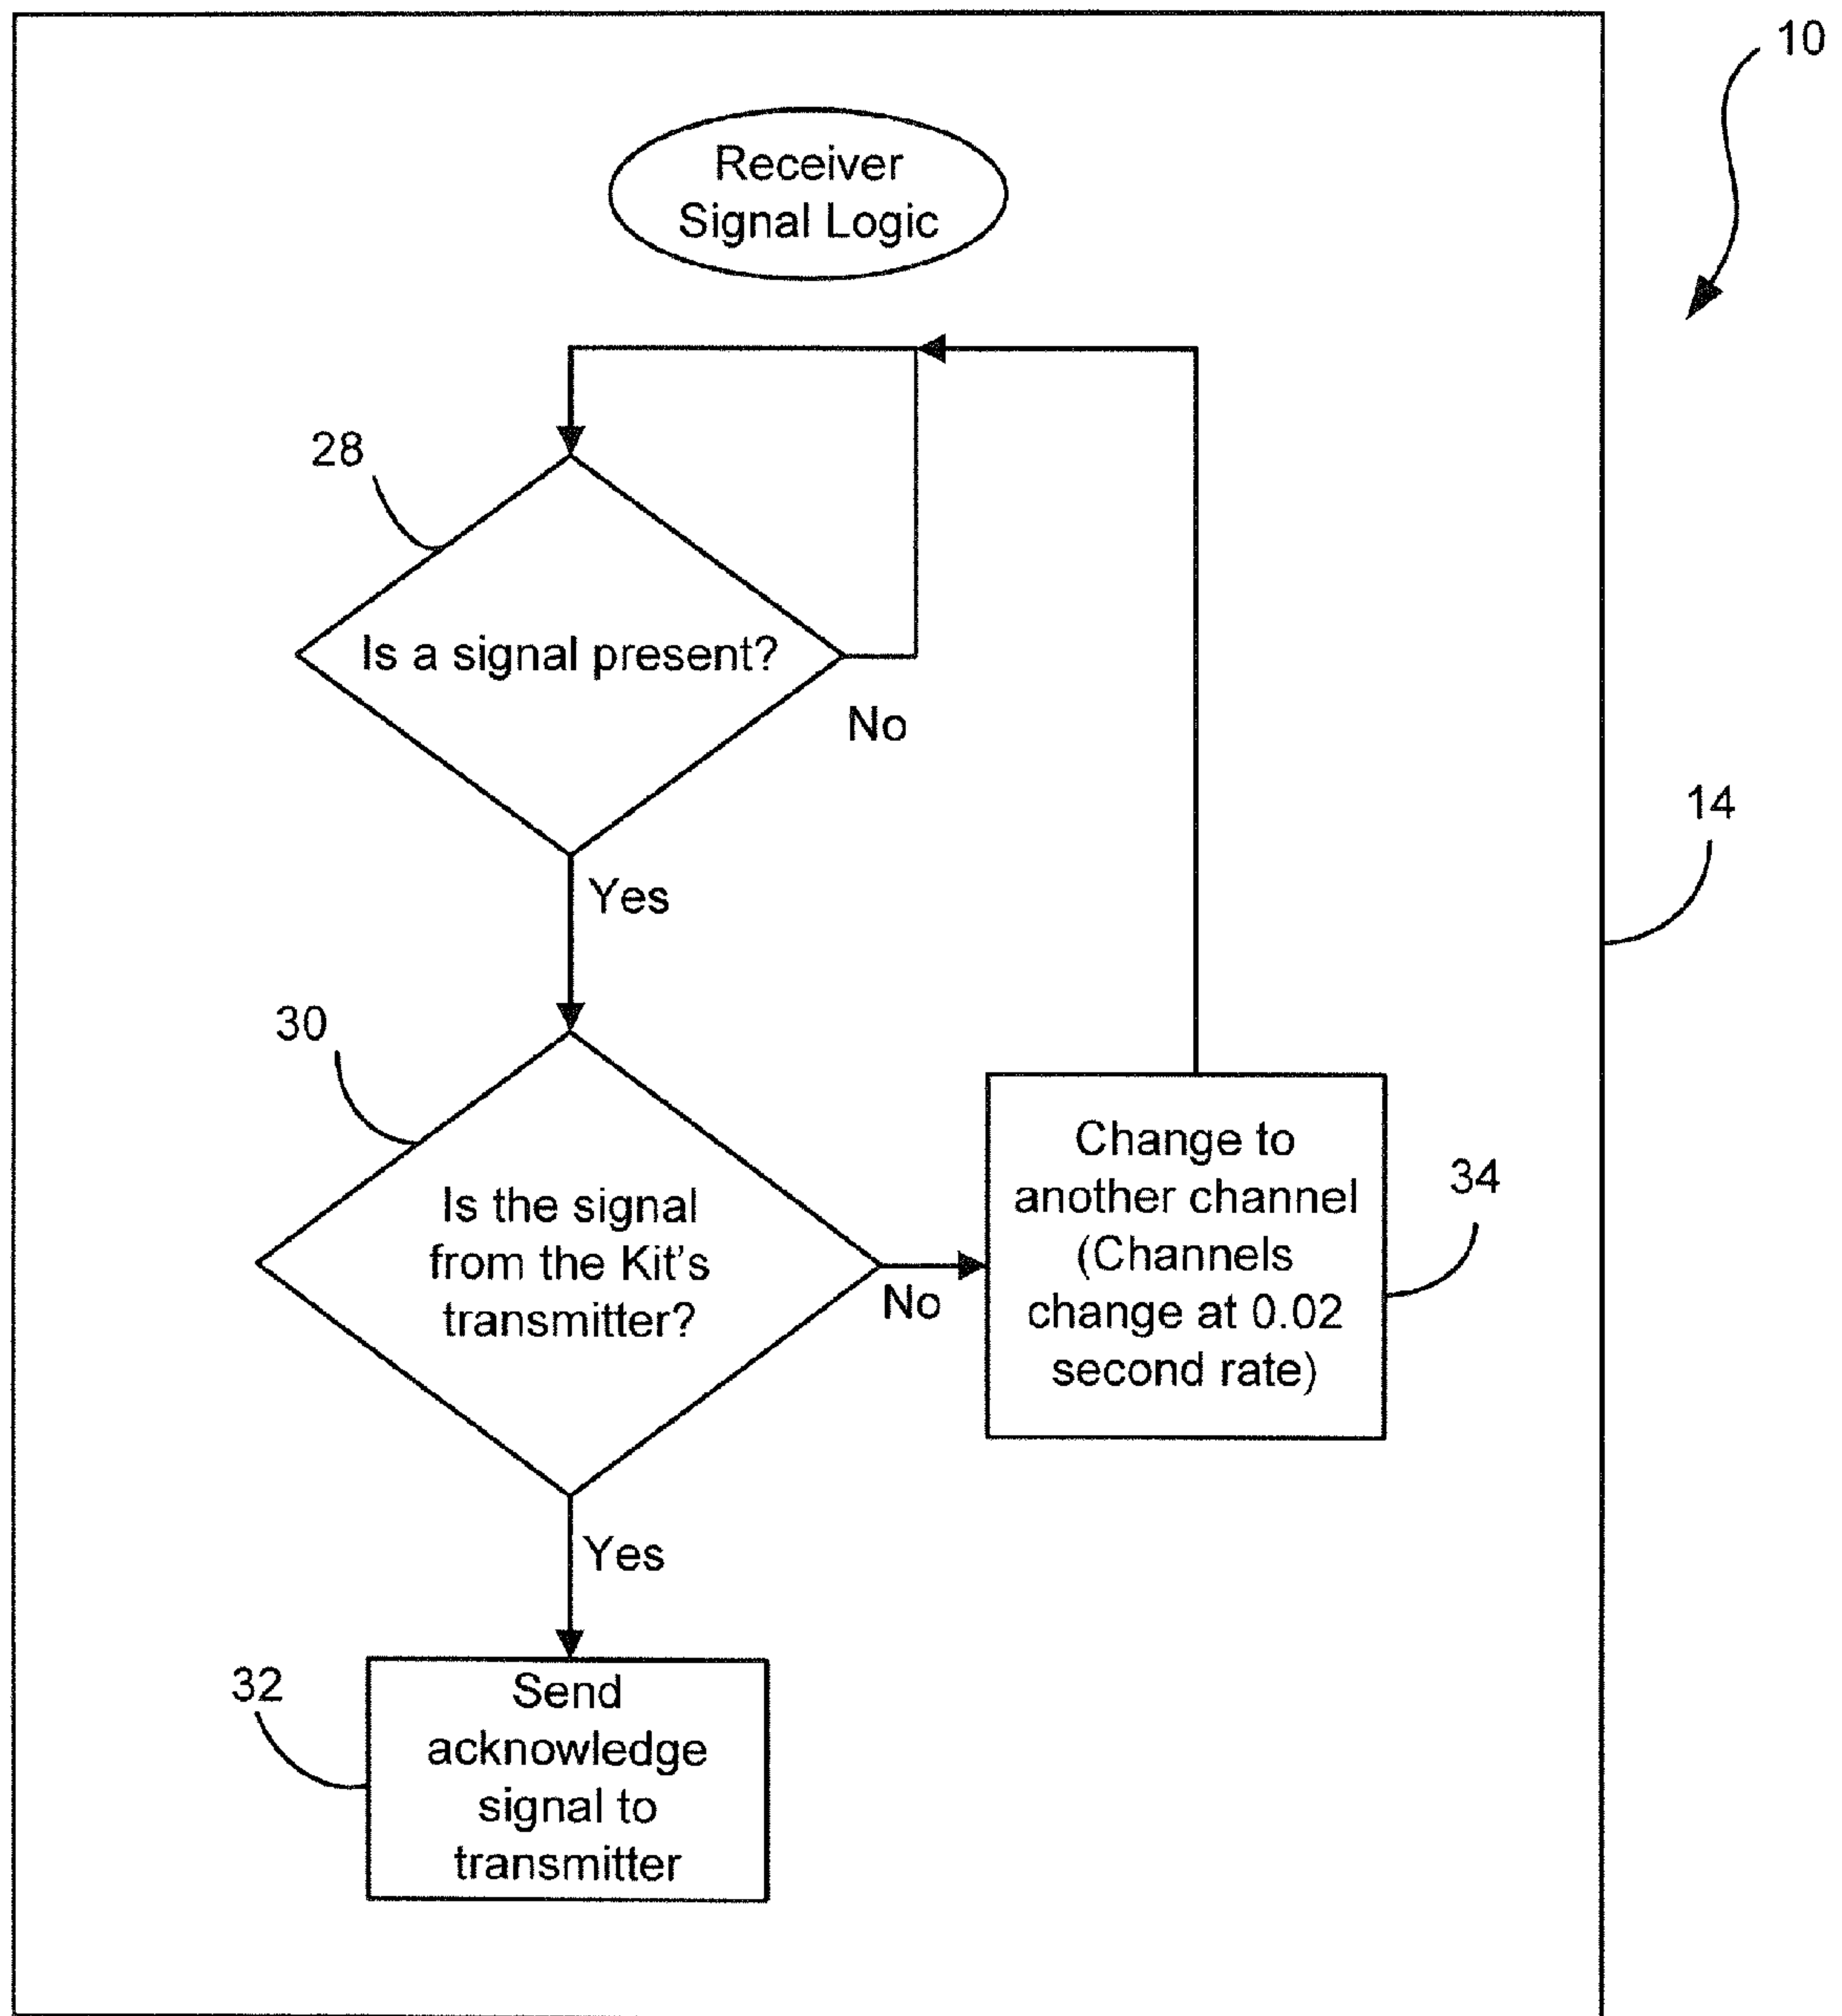 10
Receiver
Signal Logic
28
Is a signal present?
No
14
Yes
30
Is the signal
from the Kit's
transmitter?
No
Change to
another channel
(Channels
change at 0.02
second rate)
34
Yes
32
Send
acknowledge
signal to
transmitter